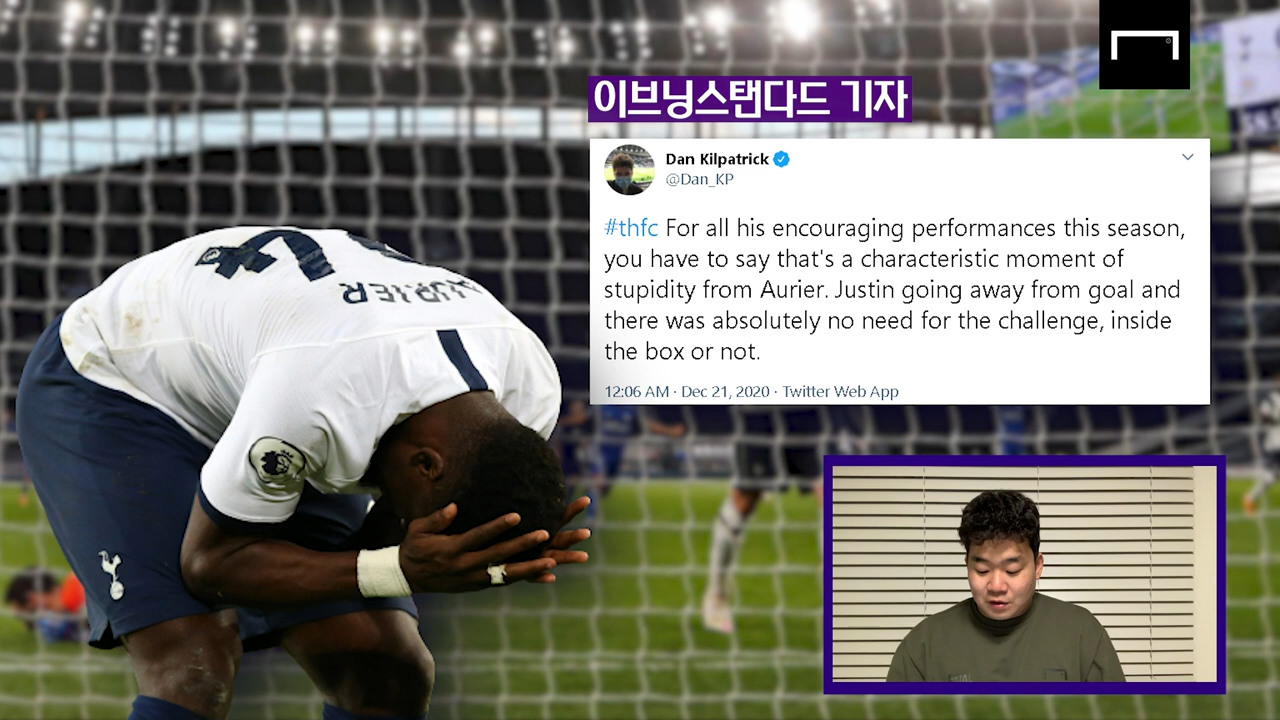 이브닝스탠다드 기자
Dan Kilpatrick
@Dan_KP
#thfc For all his encouraging performances this season,
you have to say that's a characteristic moment of
stupidity from Aurier. Justin going away from goal and
there was absolutely no need for the challenge, inside
the box or not.
12:06 AM · Dec 21, 2020 · Twitter Web App
AURIER